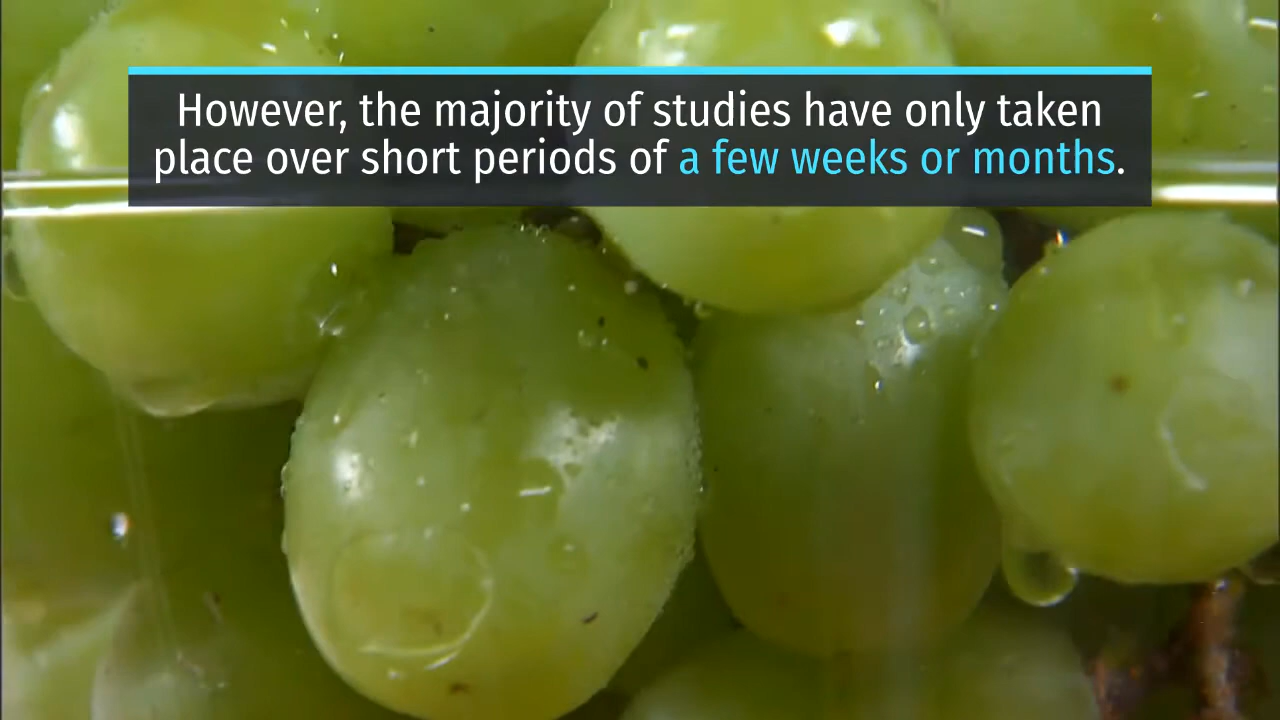 However, the majority of studies have only taken
place over short periods of a few weeks or months.